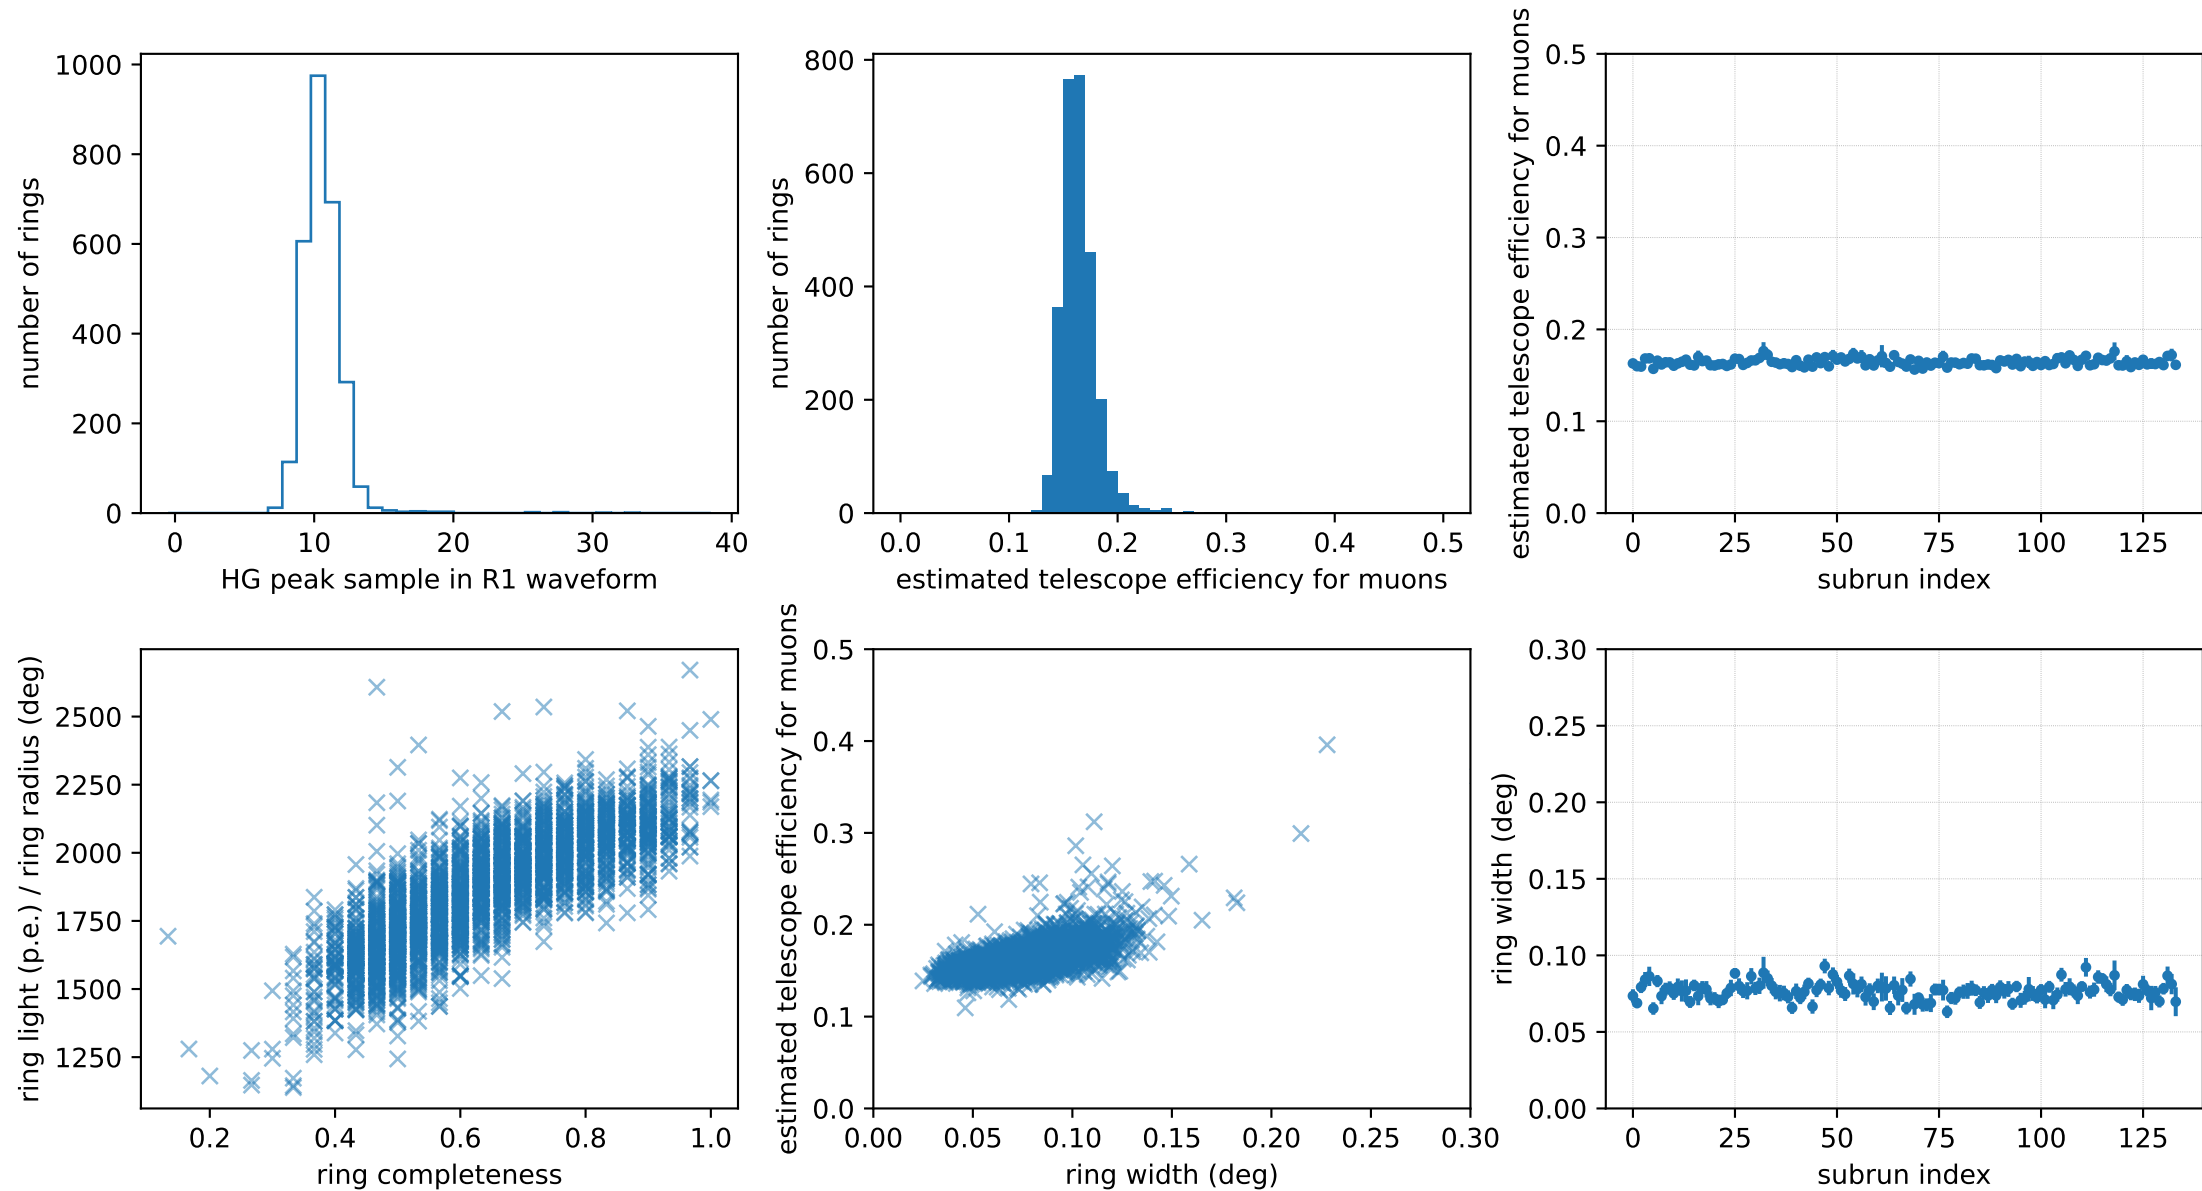 number of rings
1000
800
600
400
200
0
0 10 20 30 40
HG peak sample in R1 waveform
number of rings
800
600
400
200
0
0.0 0.1 0.2 0.3 0.4 0.5
estimated telescope efficiency for muons
estimated telescope efficiency for muons
0.5
0.4
0.3
0.2
0.1
0.0
0 25 50 75 100 125
subrun index
ring light (p.e.) / ring radius (deg)
2500
2250
2000
1750
1500
1250
0.2 0.4 0.6 0.8 1.0
ring completeness
estimated telescope efficiency for muons
0.5
0.4
0.3
0.2
0.1
0.0
0.00 0.05 0.10 0.15 0.20 0.25 0.30
ring width (deg)
ring width (deg)
0.30
0.25
0.20
0.15
0.10
0.05
0.00
0 25 50 75 100 125
subrun index